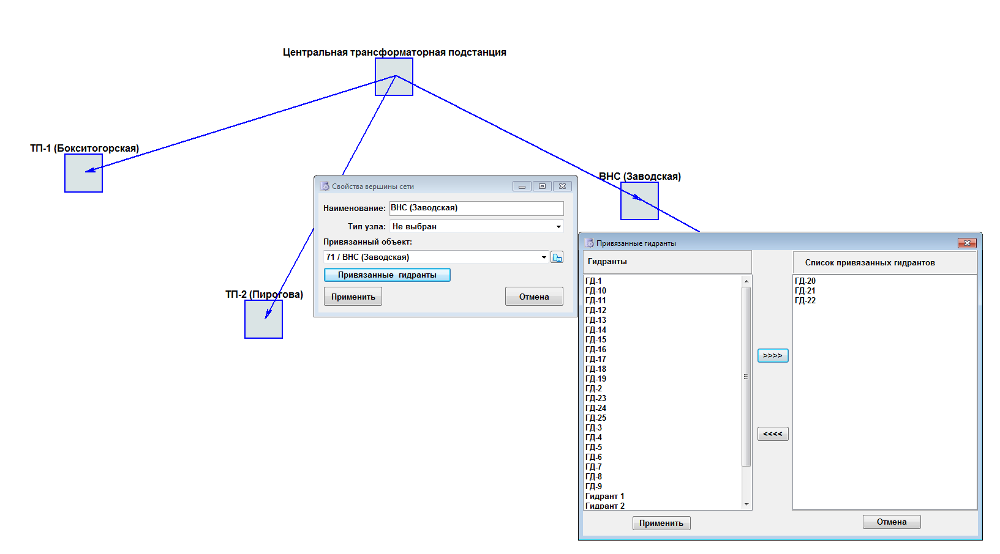 Центральная трансформаторная подстанция
ТП-1 (Бокситогорская)
ВНС (Заводская)
ТП-2 (Пирогова)
Свойства вершины сети
Наименование: ВНС (Заводская)
Тип узла: Не выбран
Привязанный объект:
71 / ВНС (Заводская)
Привязанные гидранты
Применить Отмена
Привязанные гидранты
Гидранты
ГД-1
ГД-10
ГД-11
ГД-12
ГД-13
ГД-14
ГД-15
ГД-16
ГД-17
ГД-18
ГД-19
ГД-2
ГД-23
ГД-24
ГД-25
ГД-3
ГД-4
ГД-5
ГД-6
ГД-7
ГД-8
ГД-9
Гидрант 1
Гидрант 2
>>>>
<<<<
Список привязанных гидрантов
ГД-20
ГД-21
ГД-22
Применить Отмена